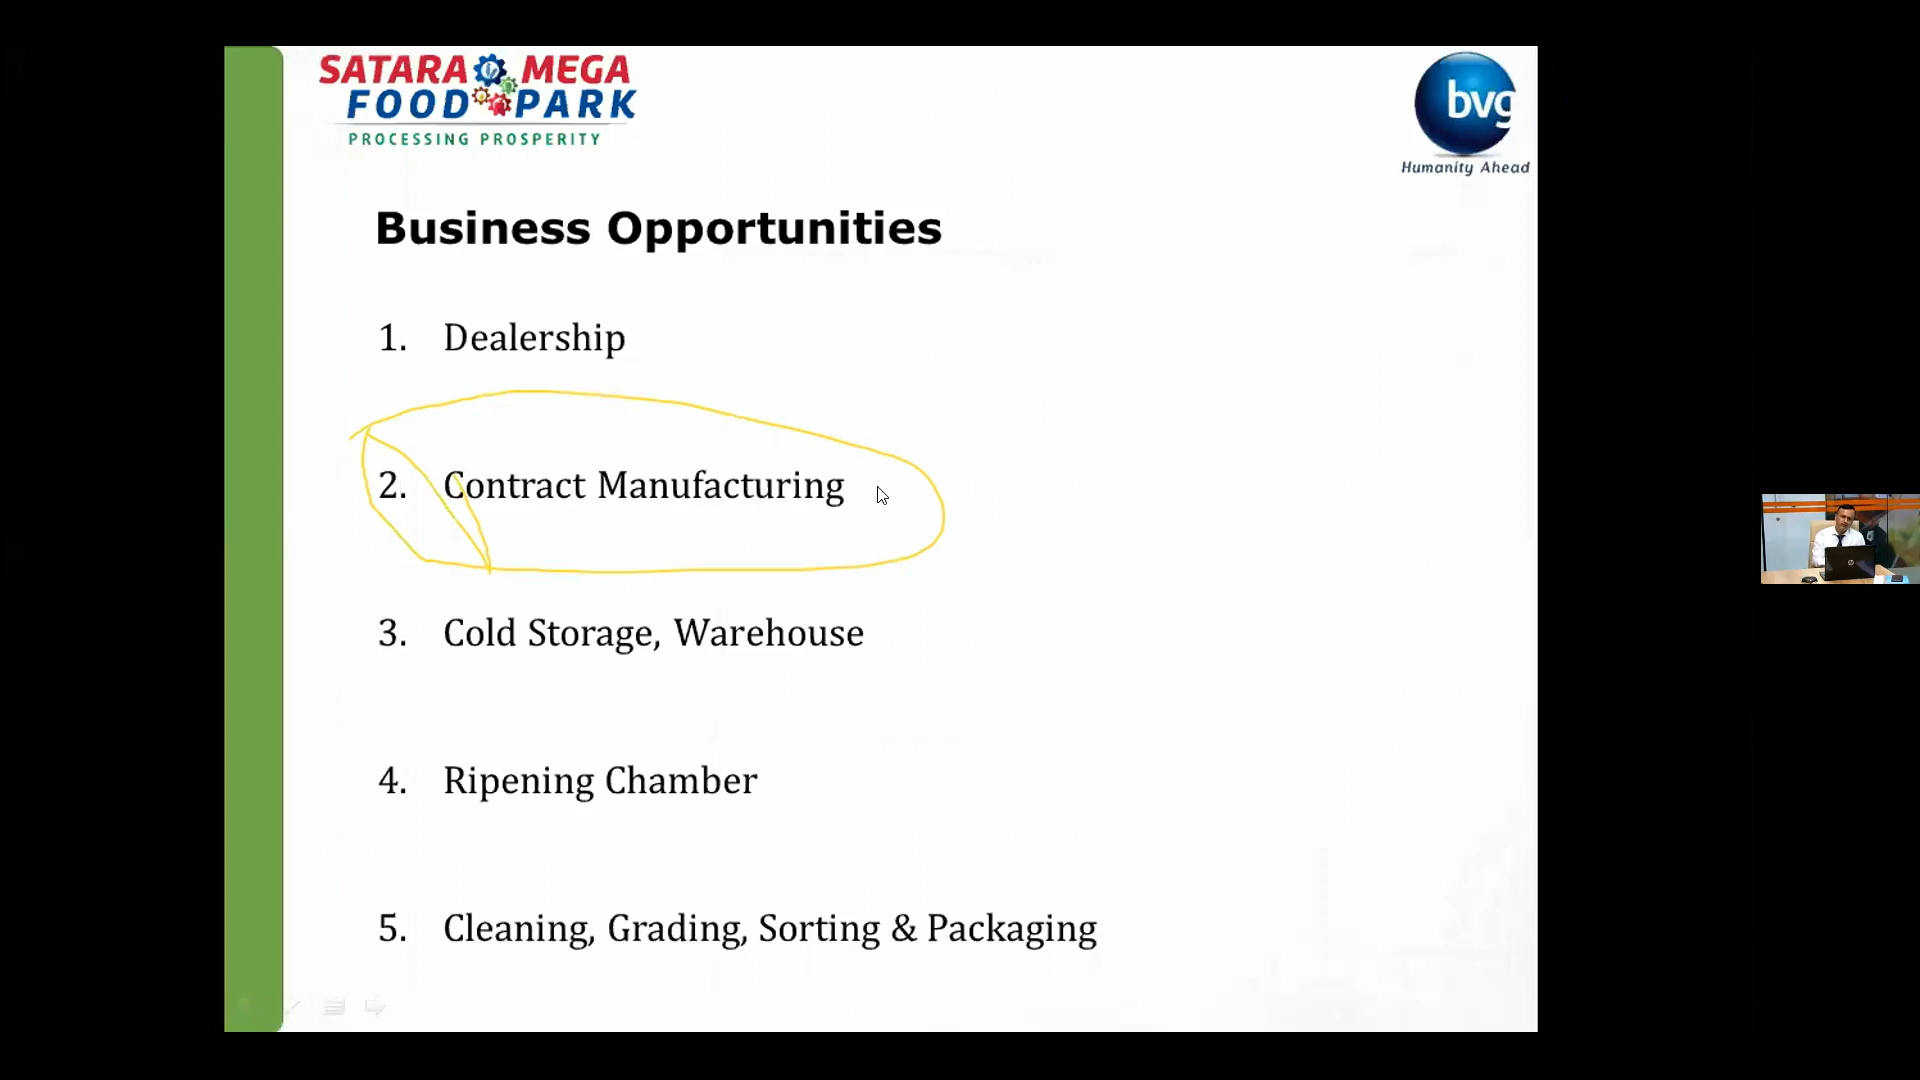 SATARA MEGA
FOOD PARK
PROCESSING PROSPERITY
bvg
Humanity Ahead
Business Opportunities
1. Dealership
2. Contract Manufacturing
3. Cold Storage, Warehouse
4. Ripening Chamber
5. Cleaning, Grading, Sorting & Packaging